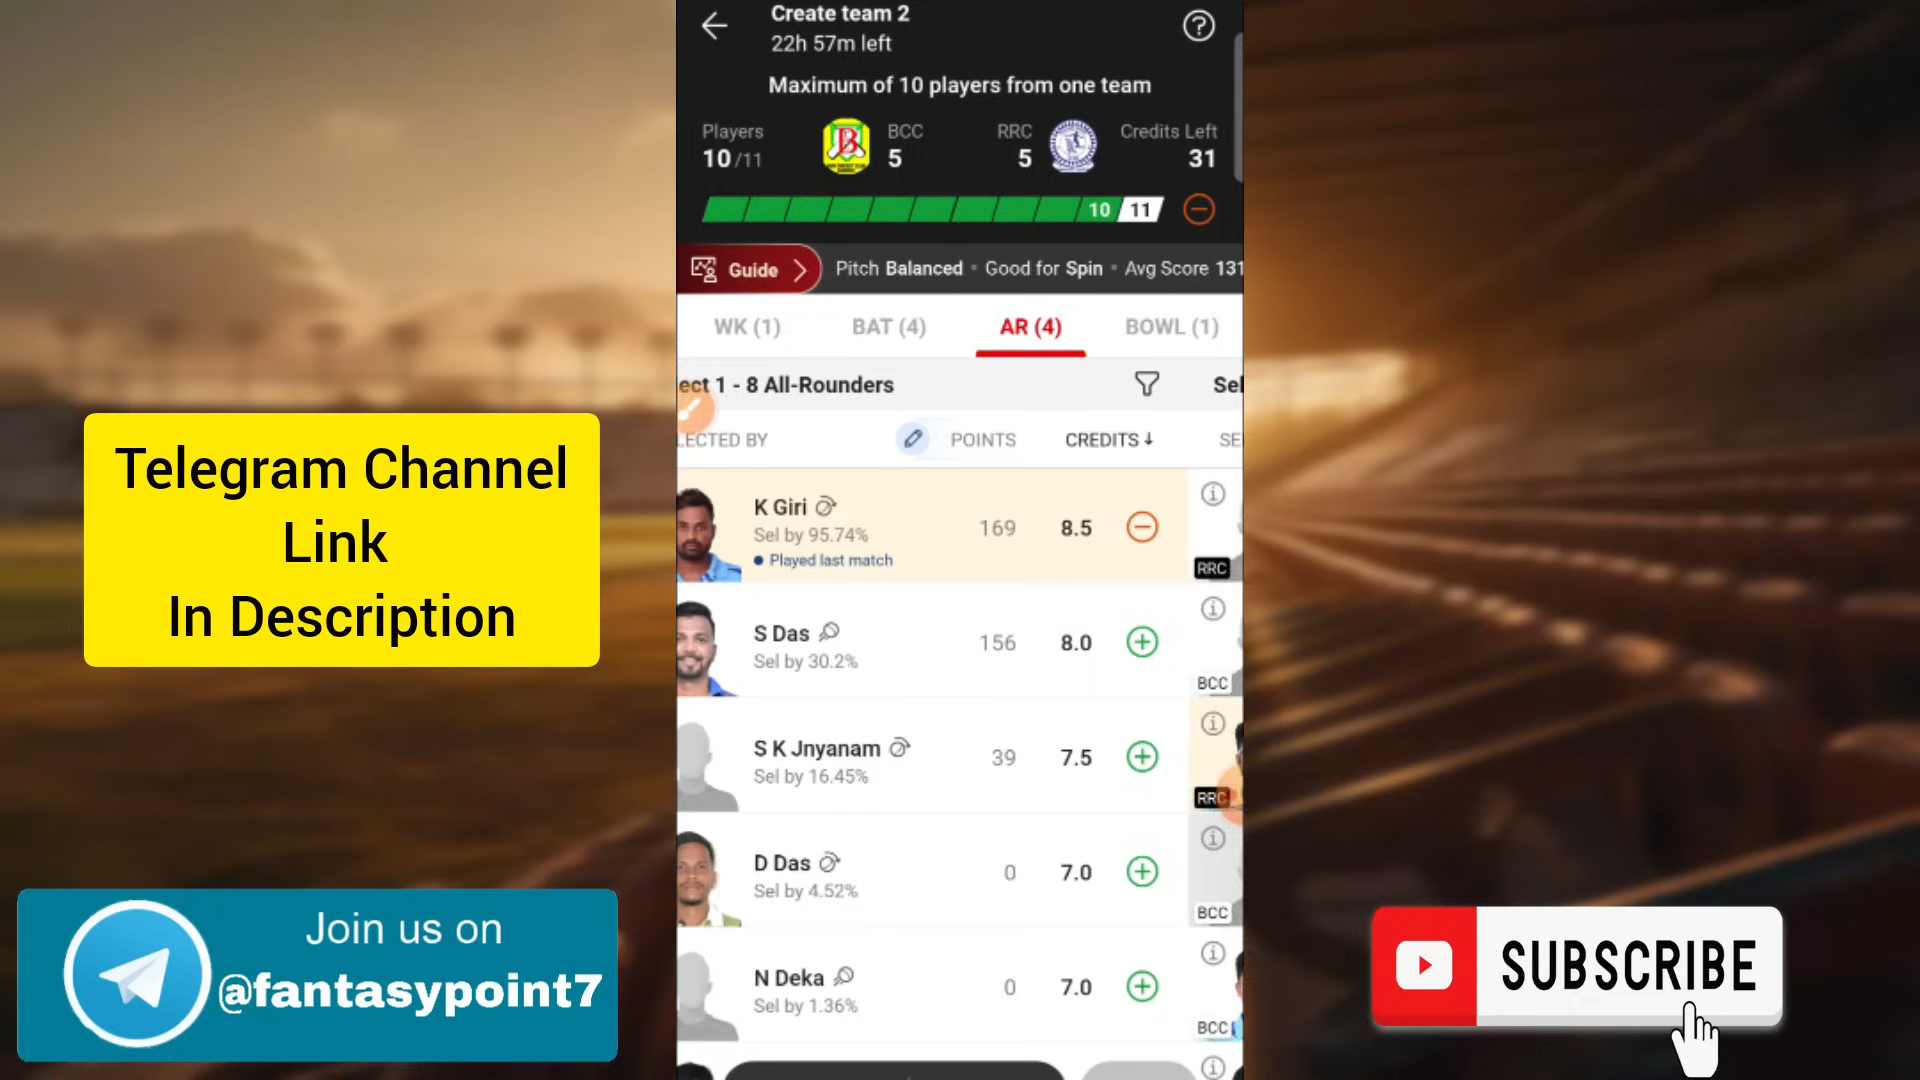 Create team 2
22h 57m left
Maximum of 10 players from one team
Players
10/11
BCC
5
RRC
5
Credits Left
31
10 11
Guide
Pitch Balanced • Good for Spin • Avg Score 131
WK (1)
BAT (4)
AR (4)
BOWL (1)
ect 1 - 8 All-Rounders
Sel
LECTED BY
POINTS
CREDITS↓
SE
K Giri
Sel by 95.74%
Played last match
169
8.5
RRC
S Das
Sel by 30.2%
156
8.0
BCC
S K Jnyanam
Sel by 16.45%
39
7.5
RRC
D Das
Sel by 4.52%
0
7.0
BCC
N Deka
Sel by 1.36%
0
7.0
BCC
Telegram Channel
Link
In Description
Join us on
@fantasypoint7
SUBSCRIBE